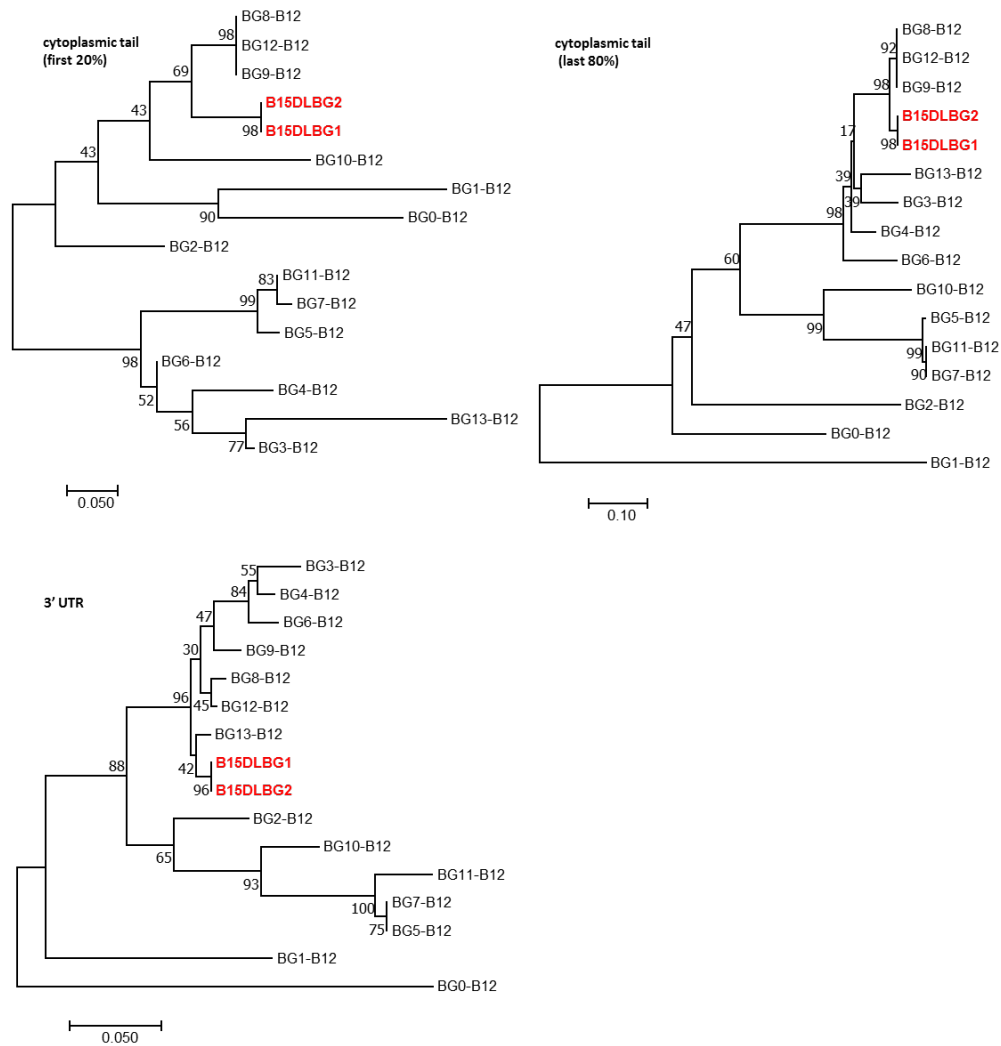 cytoplasmic tail
(first 20%)
BG8-B12
98
BG12-B12
BG9-B12
69
B15DLBG2
98
B15DLBG1
43
BG10-B12
43
BG1-B12
90
BG0-B12
BG2-B12
BG11-B12
83
BG7-B12
99
BG5-B12
98
BG6-B12
52
BG4-B12
56
BG13-B12
77
BG3-B12
0.050
cytoplasmic tail
(last 80%)
BG8-B12
92
BG12-B12
BG9-B12
98
B15DLBG2
98
B15DLBG1
17
BG13-B12
39
39
BG3-B12
98
BG4-B12
BG6-B12
60
BG10-B12
99
BG5-B12
99
BG11-B12
90
BG7-B12
47
BG2-B12
BG0-B12
BG1-B12
0.10
3' UTR
BG3-B12
55
BG4-B12
84
BG6-B12
47
BG9-B12
30
BG8-B12
45
BG12-B12
96
BG13-B12
42
B15DLBG1
96
B15DLBG2
88
BG2-B12
65
BG10-B12
93
BG11-B12
100
BG7-B12
75
BG5-B12
BG1-B12
BG0-B12
0.050